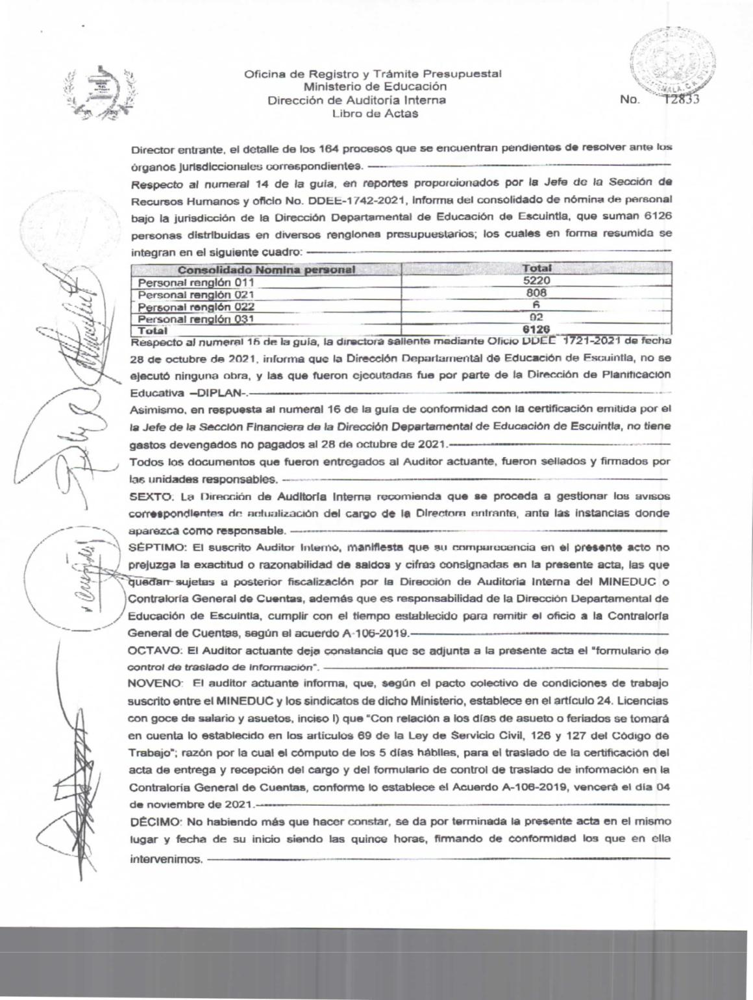 Oficina de Registro y Trámite Presupuestal
Ministerio de Educación
Dirección de Auditoría Interna
Libro de Actas
No. 12833
Director entrante, el detalle de los 164 procesos que se encuentran pendientes de resolver ante los
órganos jurisdiccionales correspondientes.
Respecto al numeral 14 de la guía, en reportes proporcionados por la Jefe de la Sección de
Recursos Humanos y oficio No. DDEE-1742-2021, informa del consolidado de nómina de personal
bajo la jurisdicción de la Dirección Departamental de Educación de Escuintla, que suman 6126
personas distribuidas en diversos renglones presupuestarios; los cuales en forma resumida se
integran en el siguiente cuadro:
Consolidado Nomina personal Total
Personal renglón 011 5220
Personal renglón 021 808
Personal renglón 022 6
Personal renglón 031 92
Total 6126
Respecto al numeral 15 de la guía, la directora saliente mediante Oficio DDEE 1721-2021 de fecha
28 de octubre de 2021, informa que la Dirección Departamental de Educación de Escuintla, no se
ejecutó ninguna obra, y las que fueron ejecutadas fue por parte de la Dirección de Planificación
Educativa –DIPLAN-.
Asimismo, en respuesta al numeral 16 de la guía de conformidad con la certificación emitida por el
la Jefe de la Sección Financiera de la Dirección Departamental de Educación de Escuintla, no tiene
gastos devengados no pagados al 28 de octubre de 2021.
Todos los documentos que fueron entregados al Auditor actuante, fueron sellados y firmados por
las unidades responsables.
SEXTO: La Dirección de Auditoría Interna recomienda que se proceda a gestionar los avisos
correspondientes de actualización del cargo de la Directora entrante, ante las instancias donde
aparezca como responsable.
SÉPTIMO: El suscrito Auditor Interno, manifiesta que su comparecencia en el presente acto no
prejuzga la exactitud o razonabilidad de saldos y cifras consignadas en la presente acta, las que
quedan sujetas a posterior fiscalización por la Dirección de Auditoria Interna del MINEDUC o
Contraloría General de Cuentas, además que es responsabilidad de la Dirección Departamental de
Educación de Escuintla, cumplir con el tiempo establecido para remitir el oficio a la Contraloría
General de Cuentas, según el acuerdo A-106-2019.
OCTAVO: El Auditor actuante deja constancia que se adjunta a la presente acta el "formulario de
control de traslado de información".
NOVENO: El auditor actuante informa, que, según el pacto colectivo de condiciones de trabajo
suscrito entre el MINEDUC y los sindicatos de dicho Ministerio, establece en el artículo 24. Licencias
con goce de salario y asuetos, inciso l) que "Con relación a los días de asueto o feriados se tomará
en cuenta lo establecido en los artículos 69 de la Ley de Servicio Civil, 126 y 127 del Código de
Trabajo"; razón por la cual el cómputo de los 5 días hábiles, para el traslado de la certificación del
acta de entrega y recepción del cargo y del formulario de control de traslado de información en la
Contraloría General de Cuentas, conforme lo establece el Acuerdo A-106-2019, vencerá el día 04
de noviembre de 2021.
DÉCIMO: No habiendo más que hacer constar, se da por terminada la presente acta en el mismo
lugar y fecha de su inicio siendo las quince horas, firmando de conformidad los que en ella
intervenimos.